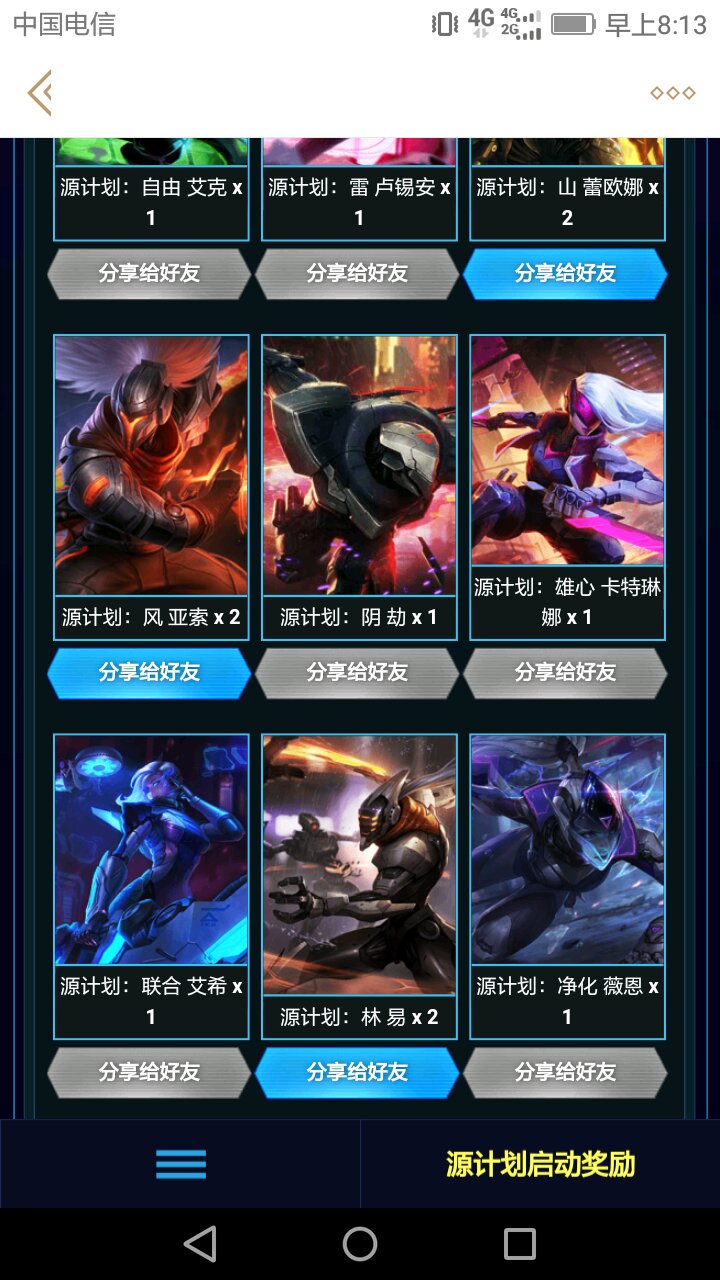 中国电信 4G 4G 2G 早上8:13
源计划：自由 艾克 x
1
源计划：雷 卢锡安 x
1
源计划：山 蕾欧娜 x
2
分享给好友 分享给好友 分享给好友
源计划：风 亚索 x 2
源计划：阴 劫 x 1
源计划：雄心 卡特琳
娜 x 1
分享给好友 分享给好友 分享给好友
源计划：联合 艾希 x
1
源计划：林 易 x 2
源计划：净化 薇恩 x
1
分享给好友 分享给好友 分享给好友
源计划启动奖励